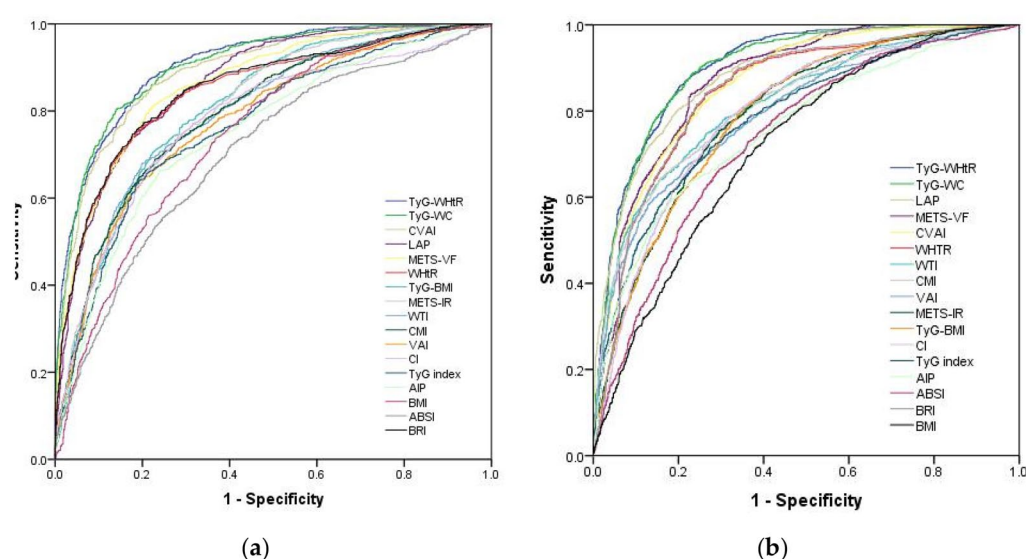 1.0
0.8
0.6
0.4
0.2
0.0
0.0
0.2
0.4
0.6
0.8
1.0
1 - Specificity
TyG-WHtR
TyG-WC
CVAI
LAP
METS-VF
WHtR
TyG-BMI
METS-IR
WTI
CMI
VAI
CI
TyG index
AIP
BMI
ABSI
BRI
(a)
Sencitivity
1.0
0.8
0.6
0.4
0.2
0.0
0.0
0.2
0.4
0.6
0.8
1.0
1 - Specificity
TyG-WHtR
TyG-WC
LAP
METS-VF
CVAI
WHTR
WTI
CMI
VAI
METS-IR
TyG-BMI
CI
TyG index
AIP
ABSI
BRI
BMI
(b)